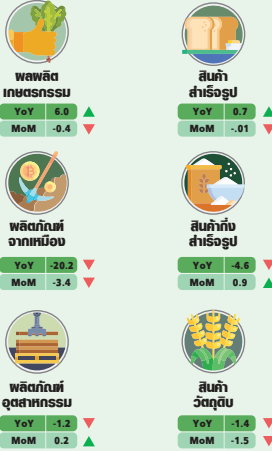 ผลผลิต
เกษตรกรรม
YoY 6.0
MoM -0.4
สินค้า
สำเร็จรูป
YoY 0.7
MoM -.01
ผลิตภัณฑ์
จากเหมือง
YoY -20.2
MoM -3.4
สินค้ากึ่ง
สำเร็จรูป
YoY -4.6
MoM 0.9
ผลิตภัณฑ์
อุตสาหกรรม
YoY -1.2
MoM 0.2
สินค้า
วัตถุดิบ
YoY -1.4
MoM -1.5